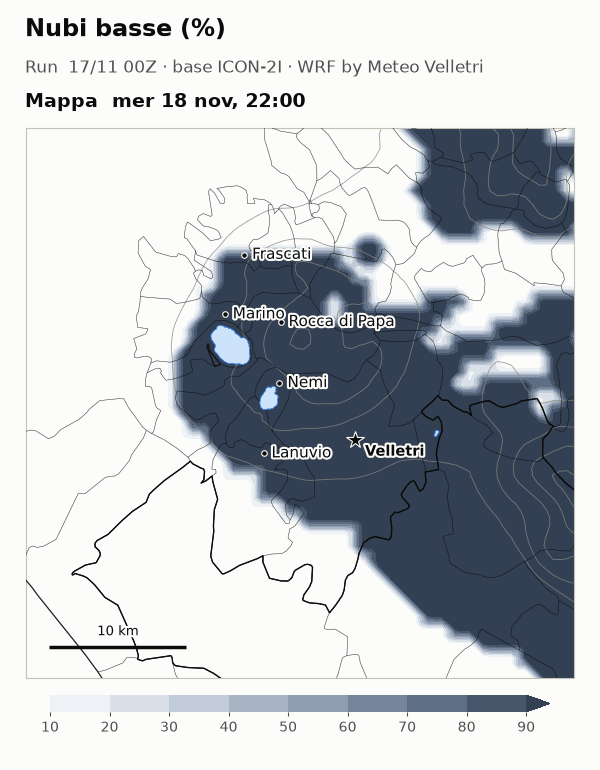 Nubi basse (%)
Run  17/11 00Z · base ICON-2I · WRF by Meteo Velletri
Mappa  mer 18 nov, 22:00
Frascati
Marino
Rocca di Papa
Nemi
Lanuvio
Velletri
10 km
10 20 30 40 50 60 70 80 90